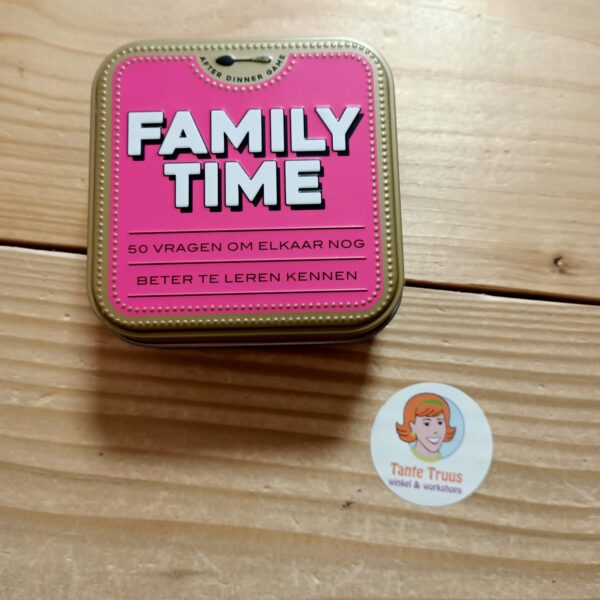 AFTER DINNER GAME
FAMILY
TIME
50 VRAGEN OM ELKAAR NOG
BETER TE LEREN KENNEN
Tante Truus
winkel & workshops